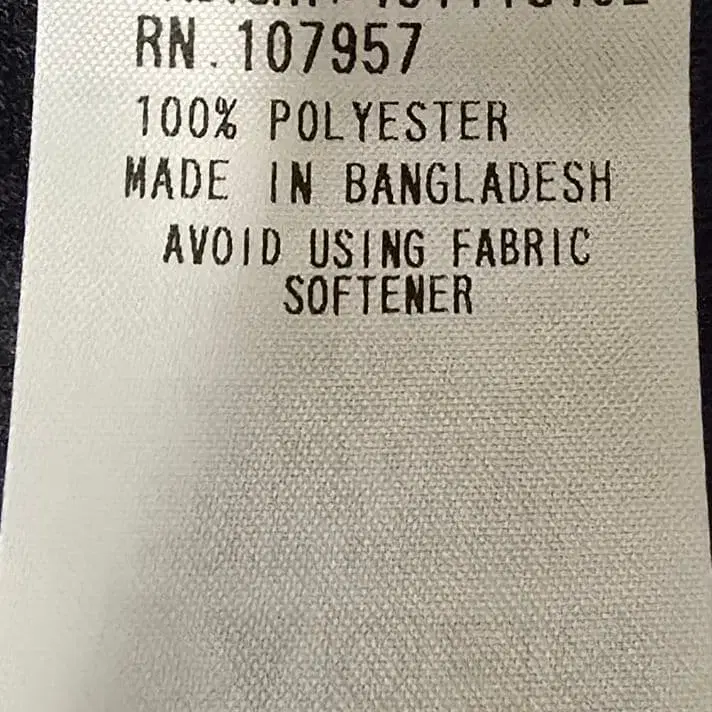 RN. 107957
100% POLYESTER
MADE IN BANGLADESH
AVOID USING FABRIC
SOFTENER